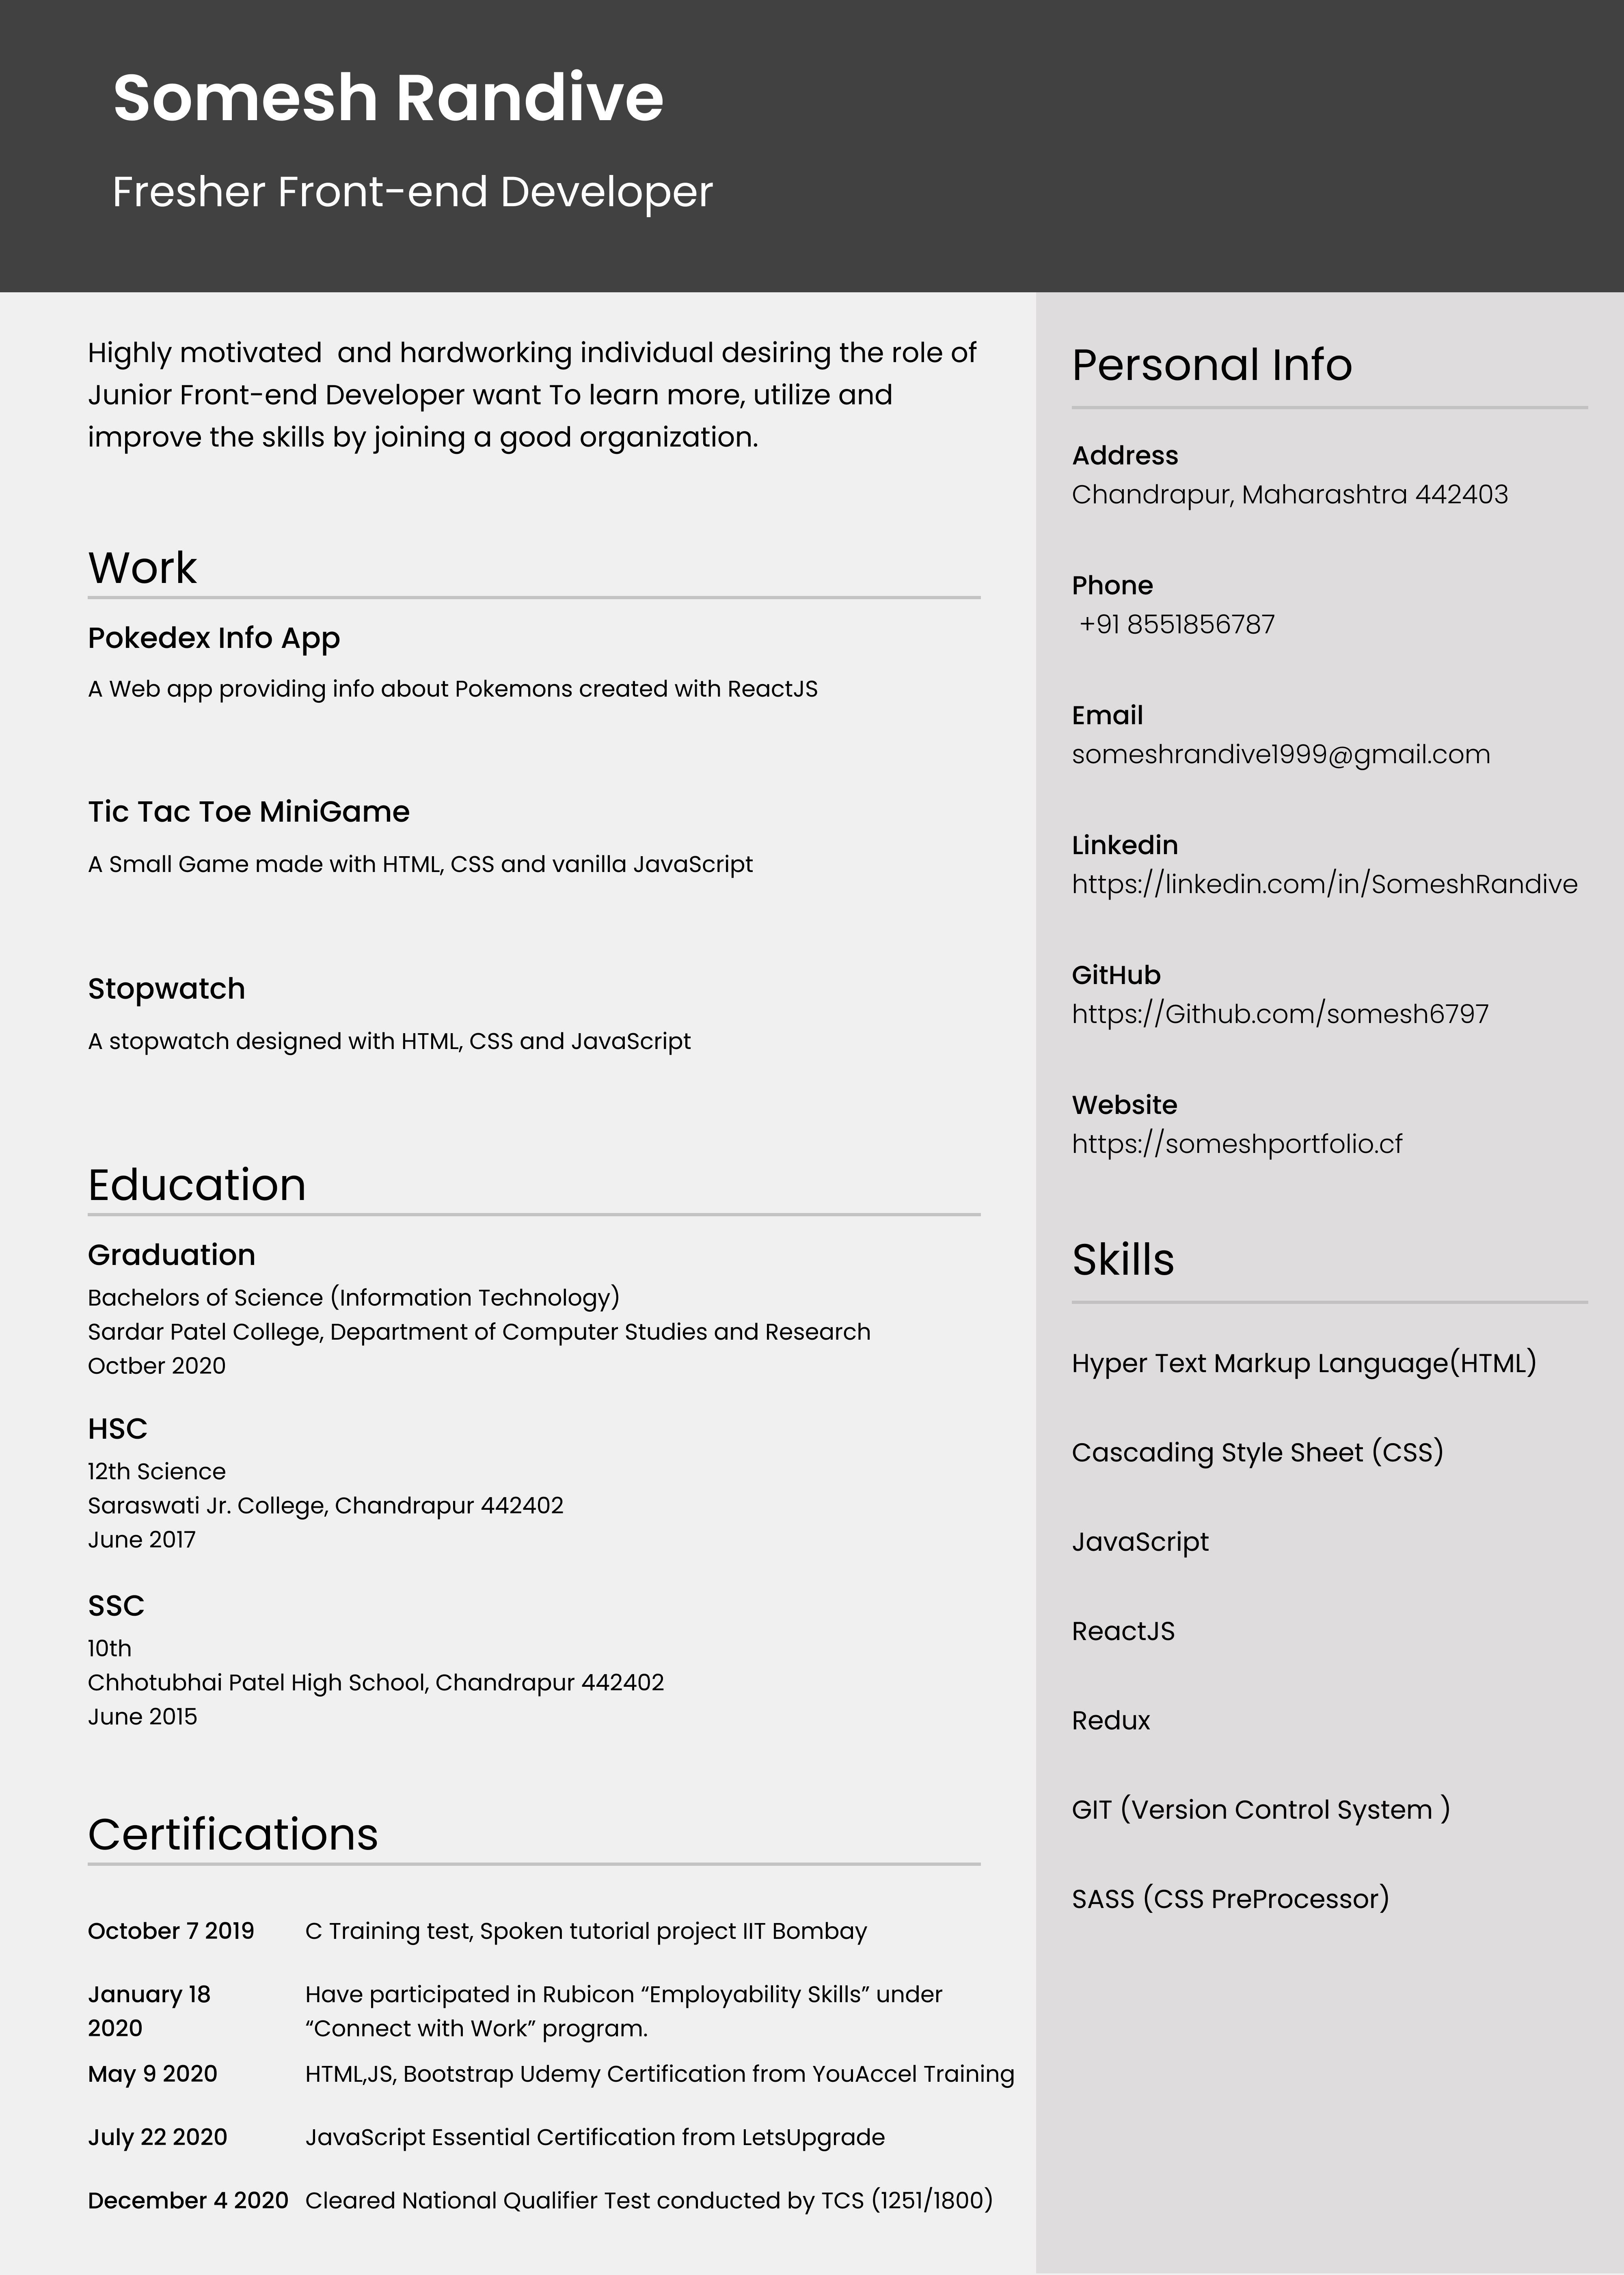 Somesh Randive
Fresher Front-end Developer
Highly motivated  and hardworking individual desiring the role of
Junior Front-end Developer want To learn more, utilize and
improve the skills by joining a good organization.
Work
Pokedex Info App
A Web app providing info about Pokemons created with ReactJS
Tic Tac Toe MiniGame
A Small Game made with HTML, CSS and vanilla JavaScript
Stopwatch
A stopwatch designed with HTML, CSS and JavaScript
Education
Graduation
Bachelors of Science (Information Technology)
Sardar Patel College, Department of Computer Studies and Research
Octber 2020
HSC
12th Science
Saraswati Jr. College, Chandrapur 442402
June 2017
SSC
10th
Chhotubhai Patel High School, Chandrapur 442402
June 2015
Certifications
October 7 2019 C Training test, Spoken tutorial project IIT Bombay
January 18 Have participated in Rubicon “Employability Skills” under
2020 “Connect with Work” program.
May 9 2020 HTML,JS, Bootstrap Udemy Certification from YouAccel Training
July 22 2020 JavaScript Essential Certification from LetsUpgrade
December 4 2020 Cleared National Qualifier Test conducted by TCS (1251/1800)
Personal Info
Address
Chandrapur, Maharashtra 442403
Phone
+91 8551856787
Email
someshrandive1999@gmail.com
Linkedin
https://linkedin.com/in/SomeshRandive
GitHub
https://Github.com/somesh6797
Website
https://someshportfolio.cf
Skills
Hyper Text Markup Language(HTML)
Cascading Style Sheet (CSS)
JavaScript
ReactJS
Redux
GIT (Version Control System )
SASS (CSS PreProcessor)